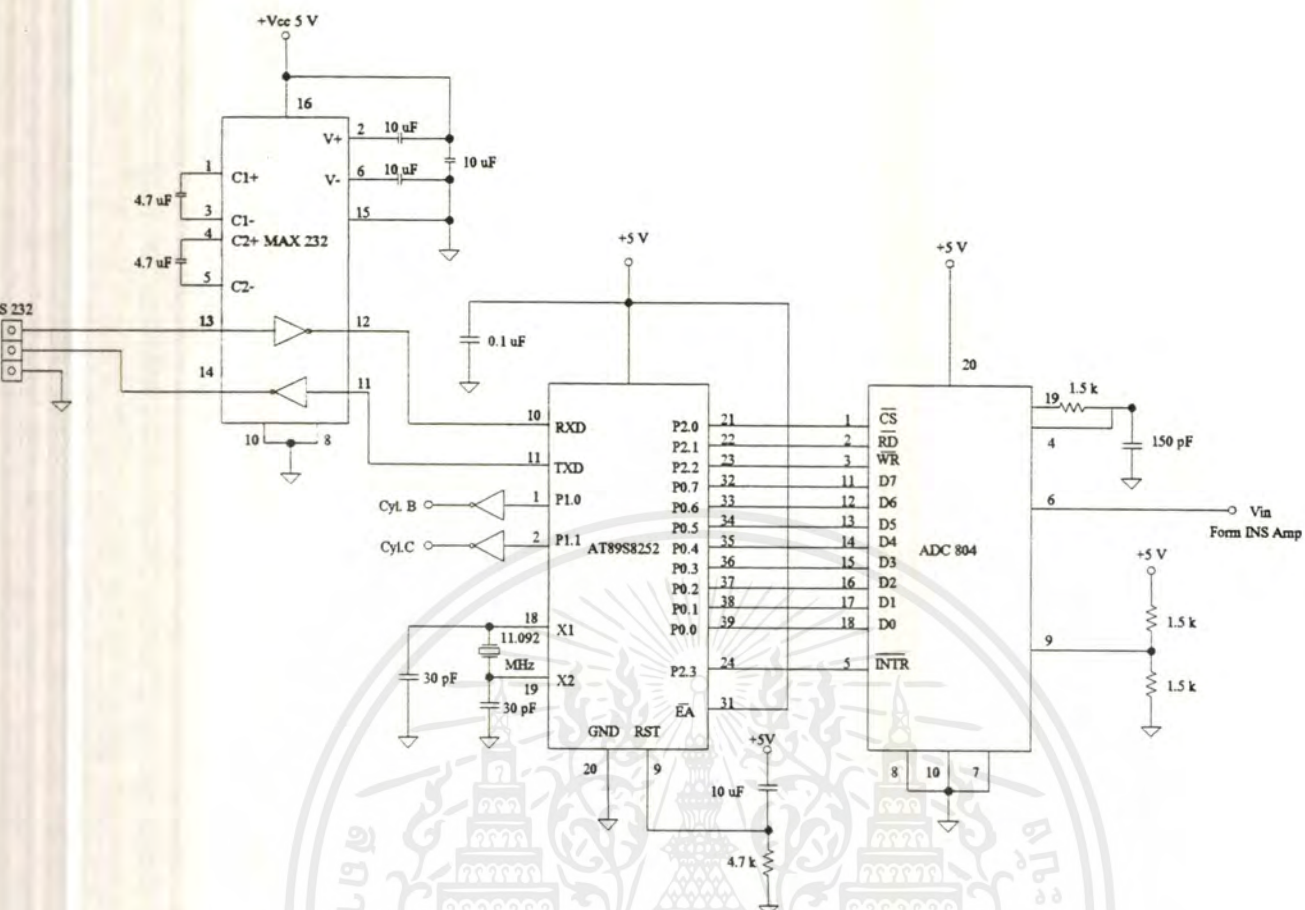 +Vcc 5 V
16
V+
2
10 uF
10 uF
V-
6
10 uF
15
1
C1+
4.7 uF
3
C1-
4
C2+ MAX 232
4.7 uF
5
C2-
S 232
13
12
14
11
10
8
+5 V
0.1 uF
10
RXD
11
TXD
Cyl. B
1
P1.0
Cyl.C
2
P1.1
AT89S8252
18
X1
11.092
MHz
30 pF
X2
19
30 pF
GND
RST
20
9
P2.0
21
P2.1
22
P2.2
23
P0.7
32
P0.6
33
P0.5
34
P0.4
35
P0.3
36
P0.2
37
P0.1
38
P0.0
39
P2.3
24
EA
31
+5V
10 uF
4.7 k
+5 V
20
1
CS
2
RD
3
WR
11
D7
12
D6
13
D5
14
D4
15
D3
16
D2
17
D1
18
D0
5
INTR
ADC 804
19
1.5 k
4
150 pF
6
Vin
Form INS Amp
+5 V
1.5 k
9
1.5 k
8
10
7